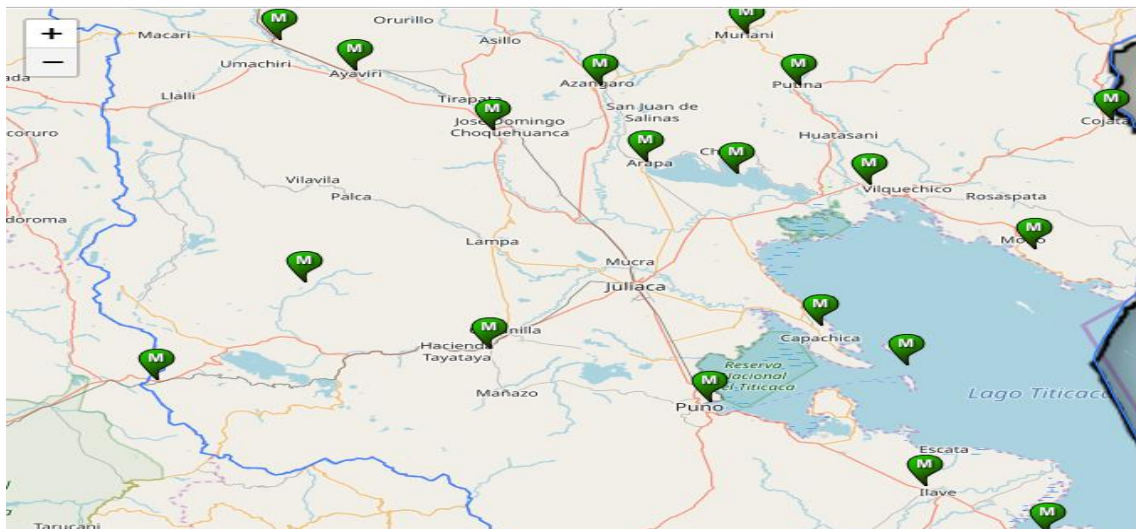 +
−
M
Orurillo
Macari
Asillo
M
Munani
Umachiri
M
Ayaviri
M
Azangaro
M
Putina
Llalli
Tirapata
M
Jose Domingo
Choquehuanca
San Juan de
Salinas
M
Cojata
Huatasani
M
Arapa
M
M
Vilquechico
Vilavila
Palca
Rosaspata
M
Lampa
Mucra
M
Juliaca
M
Capachica
M
Hacienda
Tayataya
M
M
Reserva
Nacional
del Titicaca
M
Puno
Mañazo
Lago Titicaca
Escata
M
Ilave
M
Tarucani